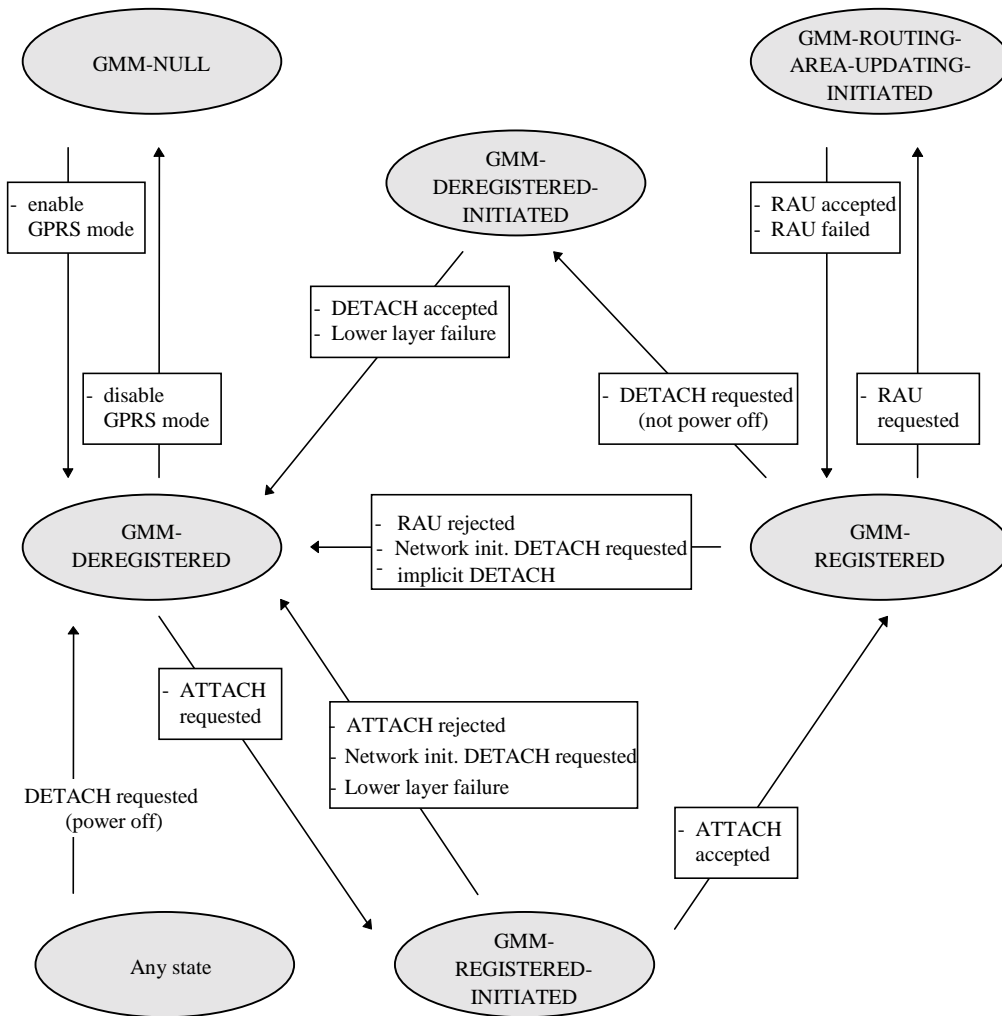 GMM-NULL
GMM-ROUTING-
AREA-UPDATING-
INITIATED
GMM-
DEREGISTERED-
INITIATED
- enable
GPRS mode
- RAU accepted
- RAU failed
- DETACH accepted
- Lower layer failure
- disable
GPRS mode
- DETACH requested
(not power off)
- RAU
requested
GMM-
DEREGISTERED
- RAU rejected
- Network init. DETACH requested
- implicit DETACH
GMM-
REGISTERED
- ATTACH
requested
- ATTACH rejected
- Network init. DETACH requested
- Lower layer failure
DETACH requested
(power off)
- ATTACH
accepted
Any state
GMM-
REGISTERED-
INITIATED